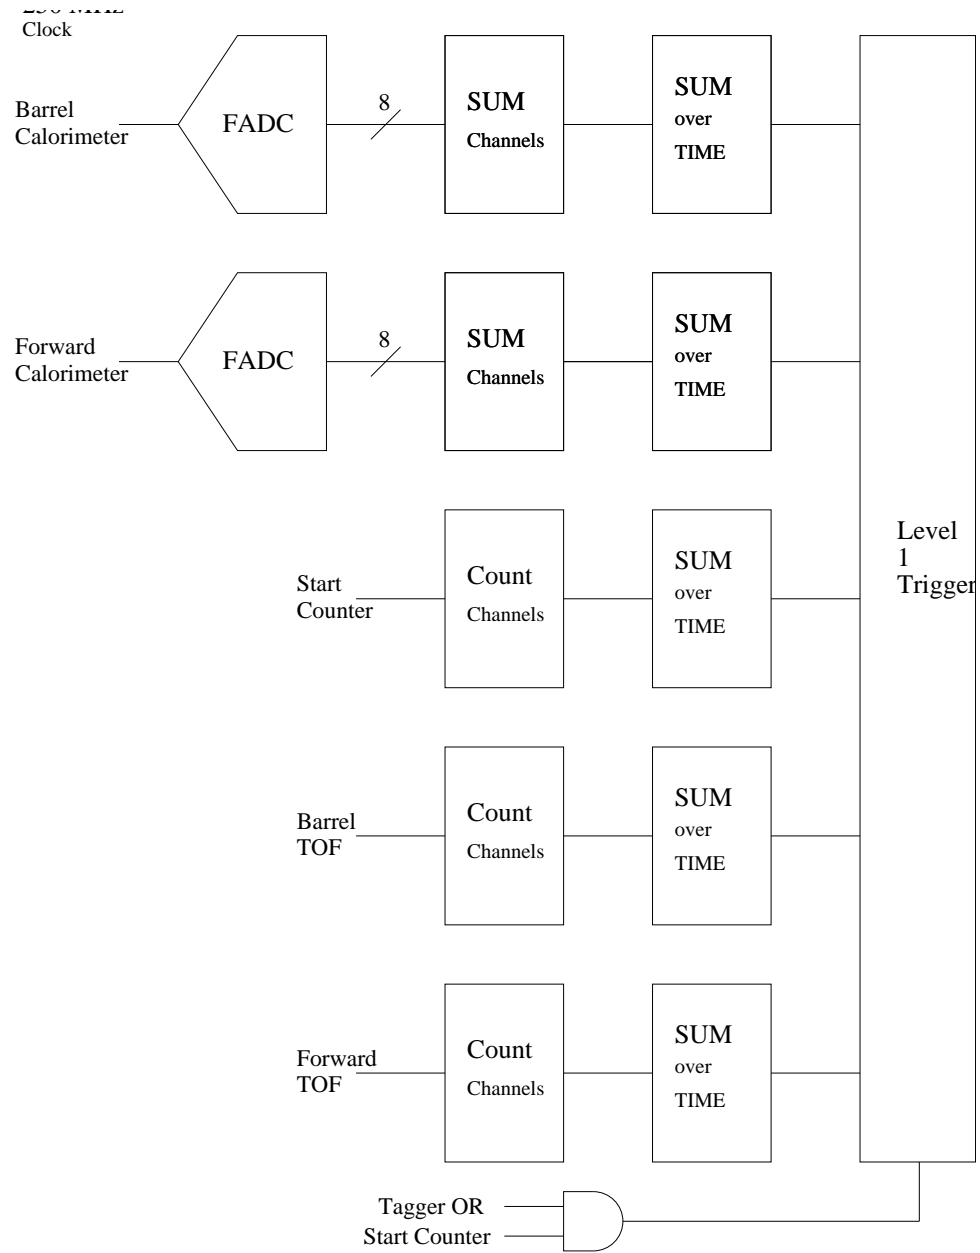 Clock
Barrel
Calorimeter
FADC
8
SUM
Channels
SUM
over
TIME
Forward
Calorimeter
FADC
8
SUM
Channels
SUM
over
TIME
Level
1
Trigger
Start
Counter
Count
Channels
SUM
over
TIME
Barrel
TOF
Count
Channels
SUM
over
TIME
Forward
TOF
Count
Channels
SUM
over
TIME
Tagger OR
Start Counter